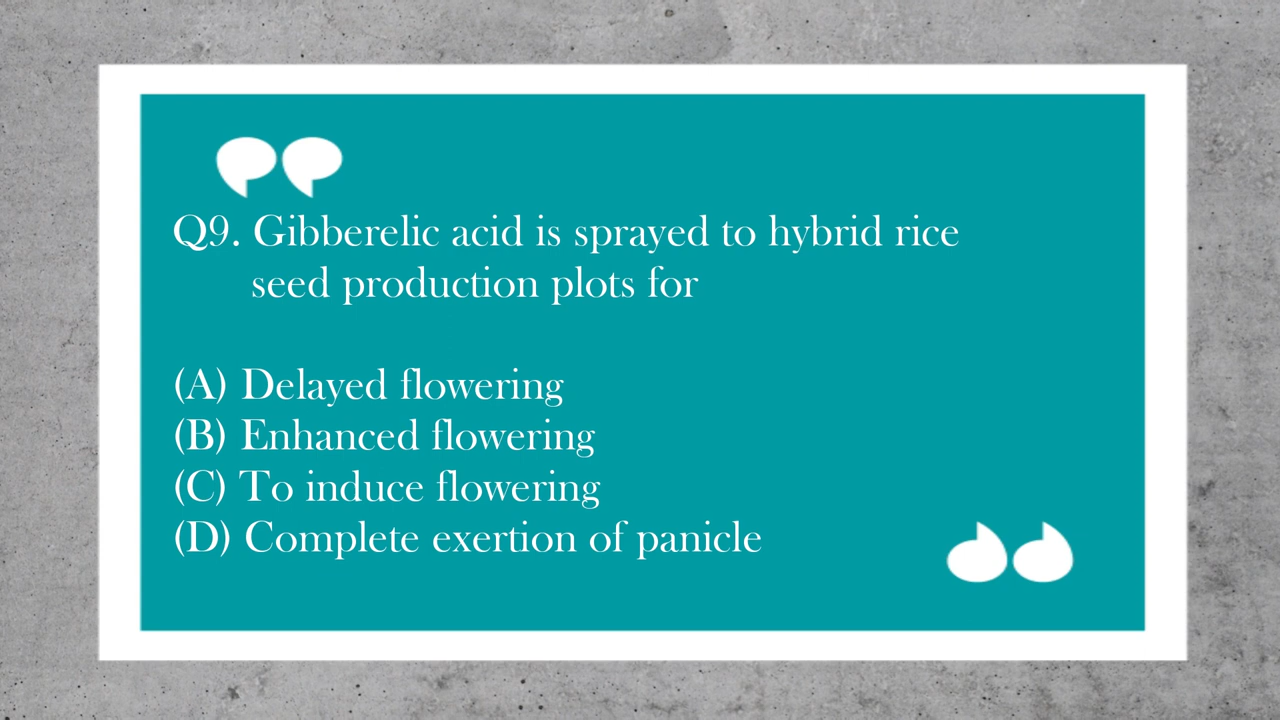 Q9. Gibberelic acid is sprayed to hybrid rice
seed production plots for
(A) Delayed flowering
(B) Enhanced flowering
(C) To induce flowering
(D) Complete exertion of panicle